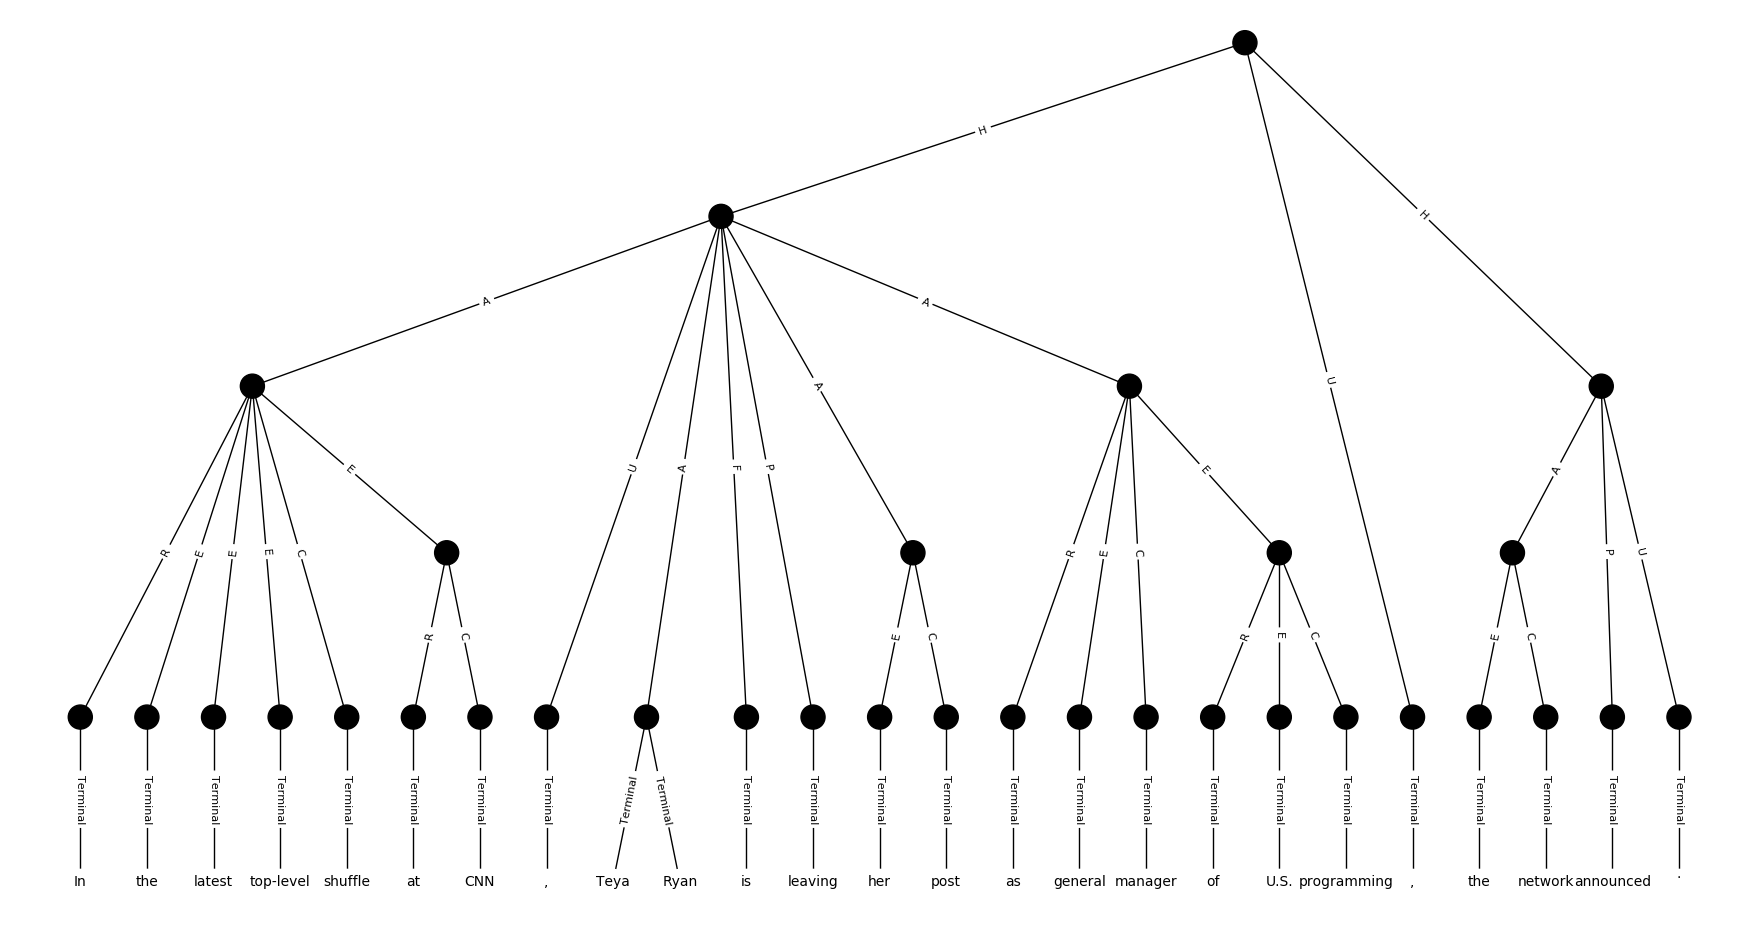 H
H
A
A
U
A
R
E
E
E
C
E
U
A
F
P
R
E
C
E
A
P
U
R
C
E
C
R
E
C
E
C
Terminal Terminal Terminal Terminal Terminal Terminal Terminal Terminal Terminal Terminal Terminal Terminal Terminal Terminal Terminal Terminal Terminal Terminal Terminal Terminal Terminal Terminal Terminal Terminal Terminal
In the latest top-level shuffle at CNN , Teya Ryan is leaving her post as general manager of U.S. programming , the network announced .